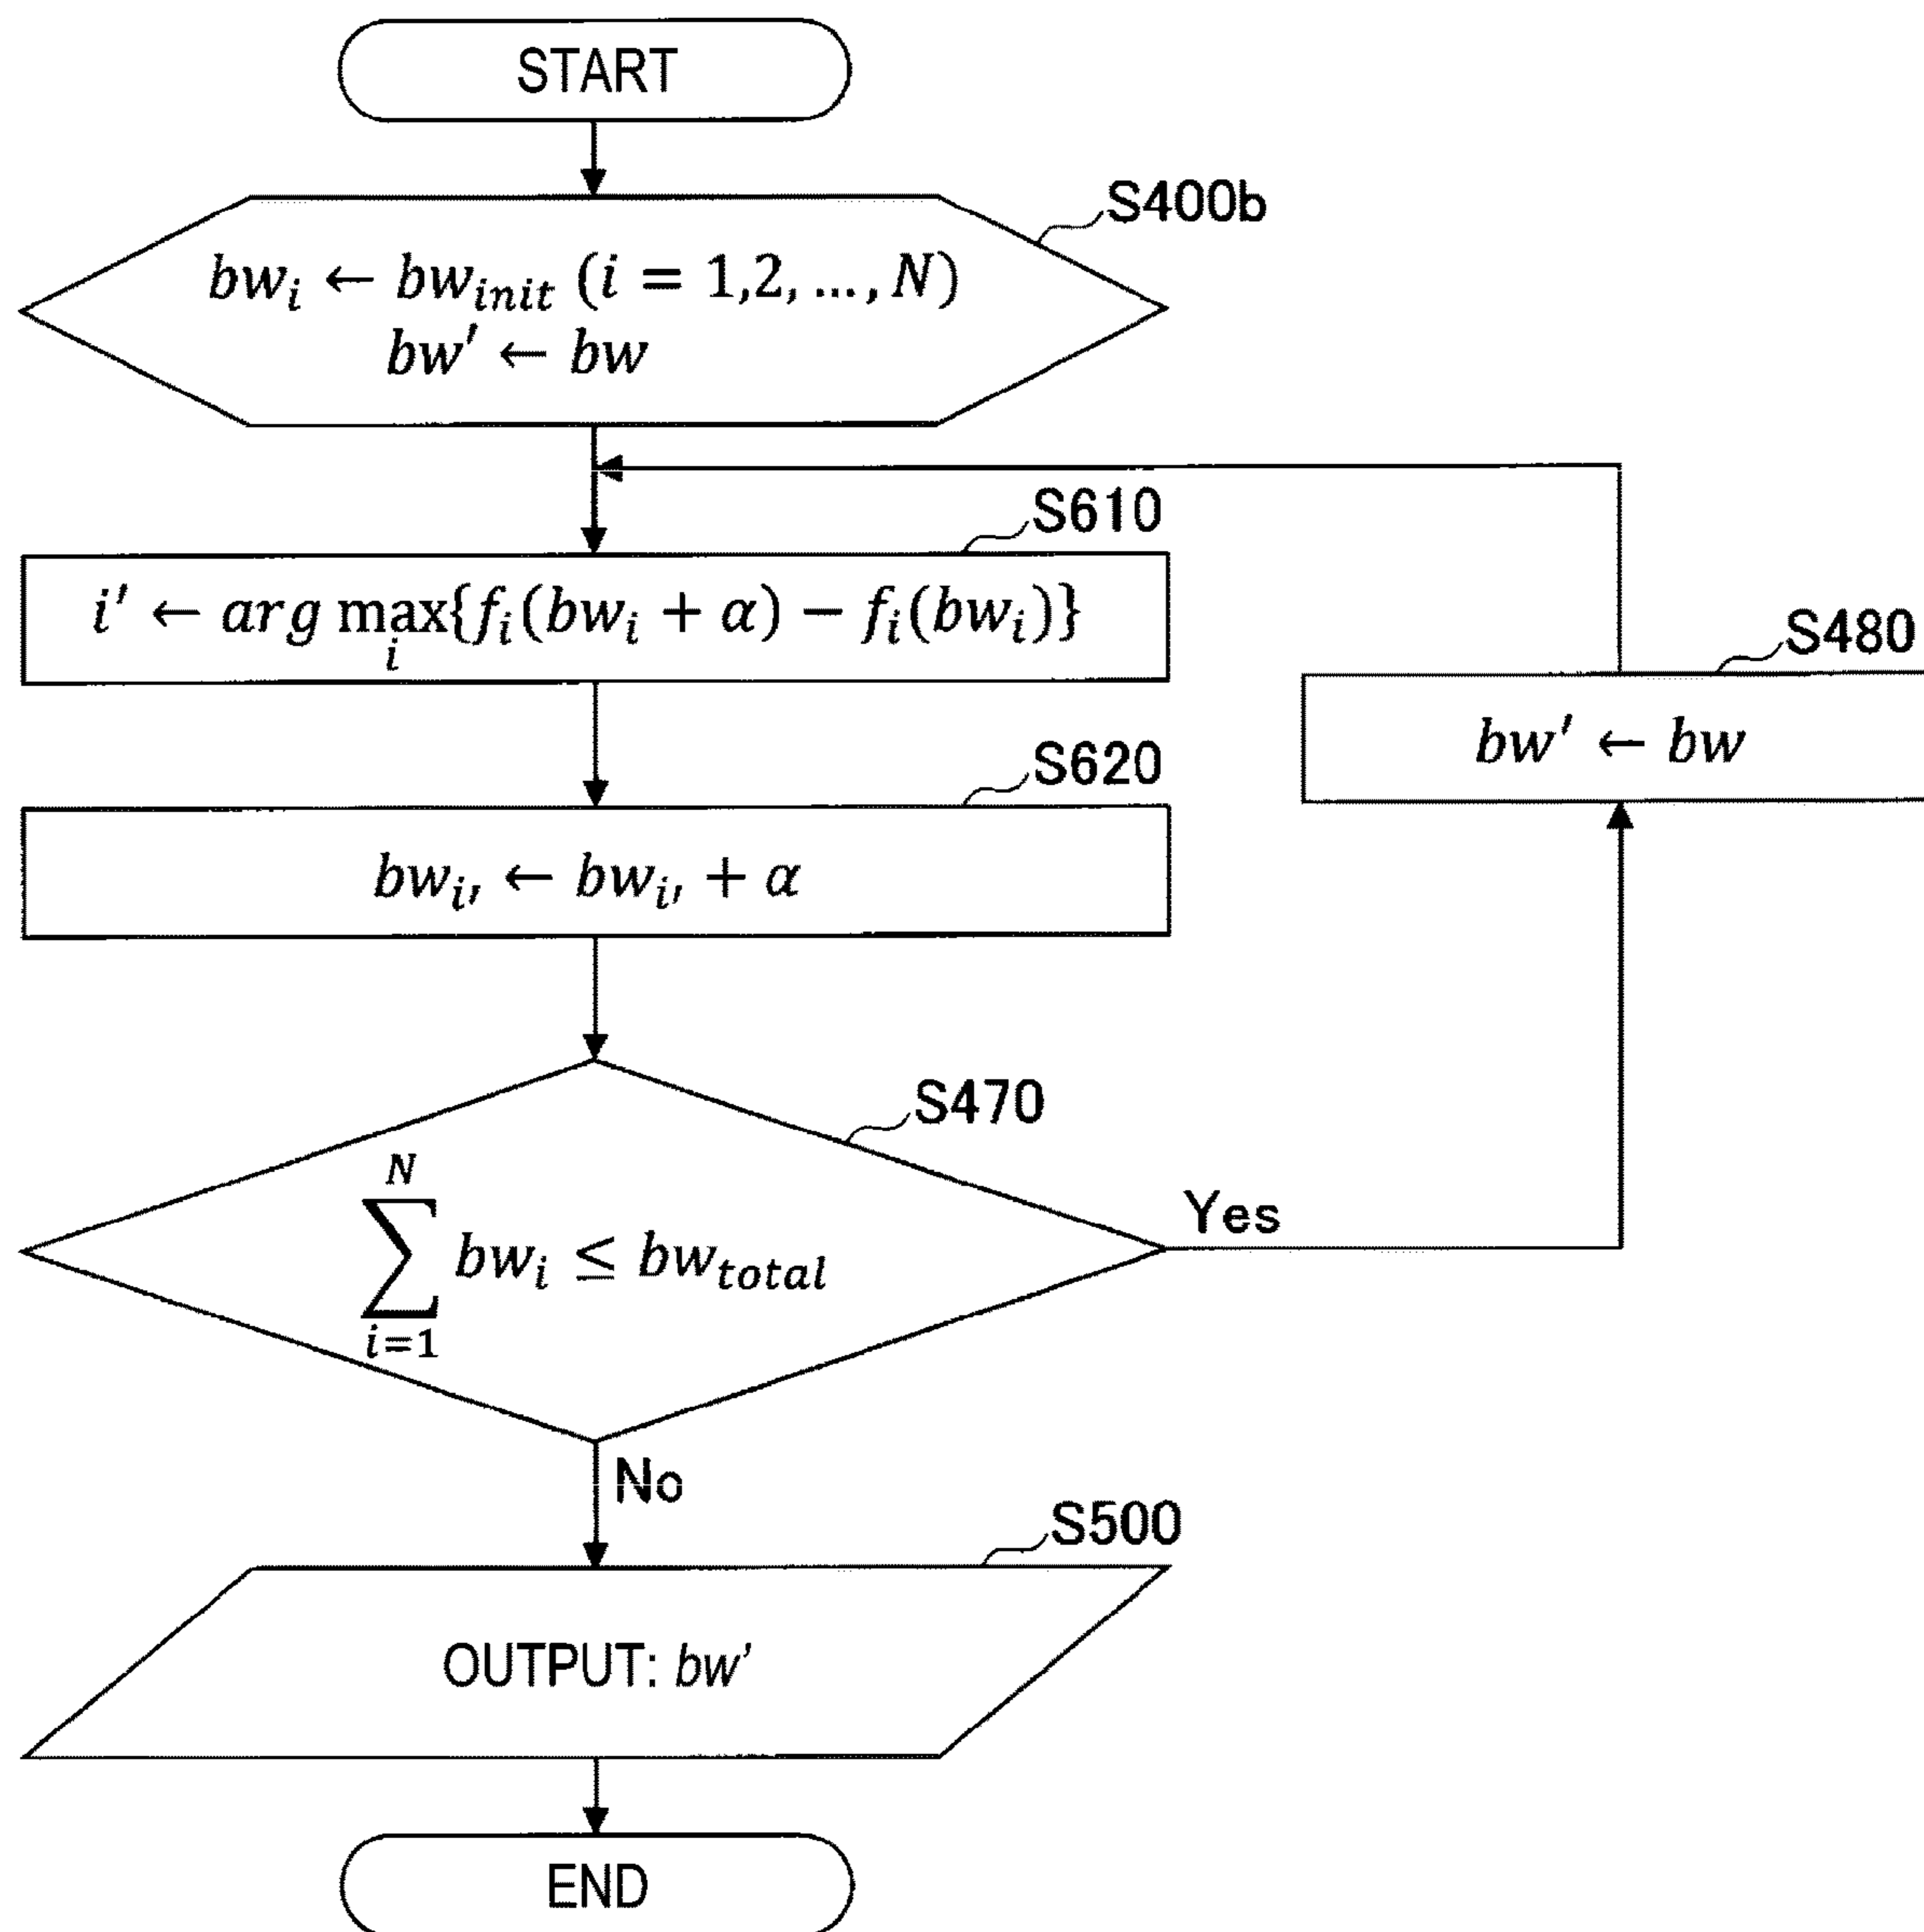 START
S400b
bw_i ← bw_init (i = 1,2, …, N)
bw′ ← bw
S610
i′ ← arg max_i{f_i(bw_i + α) − f_i(bw_i)}
S480
bw′ ← bw
S620
bw_i′ ← bw_i′ + α
S470
∑_{i=1}^{N} bw_i ≤ bw_total
Yes
No
S500
OUTPUT: bw'
END